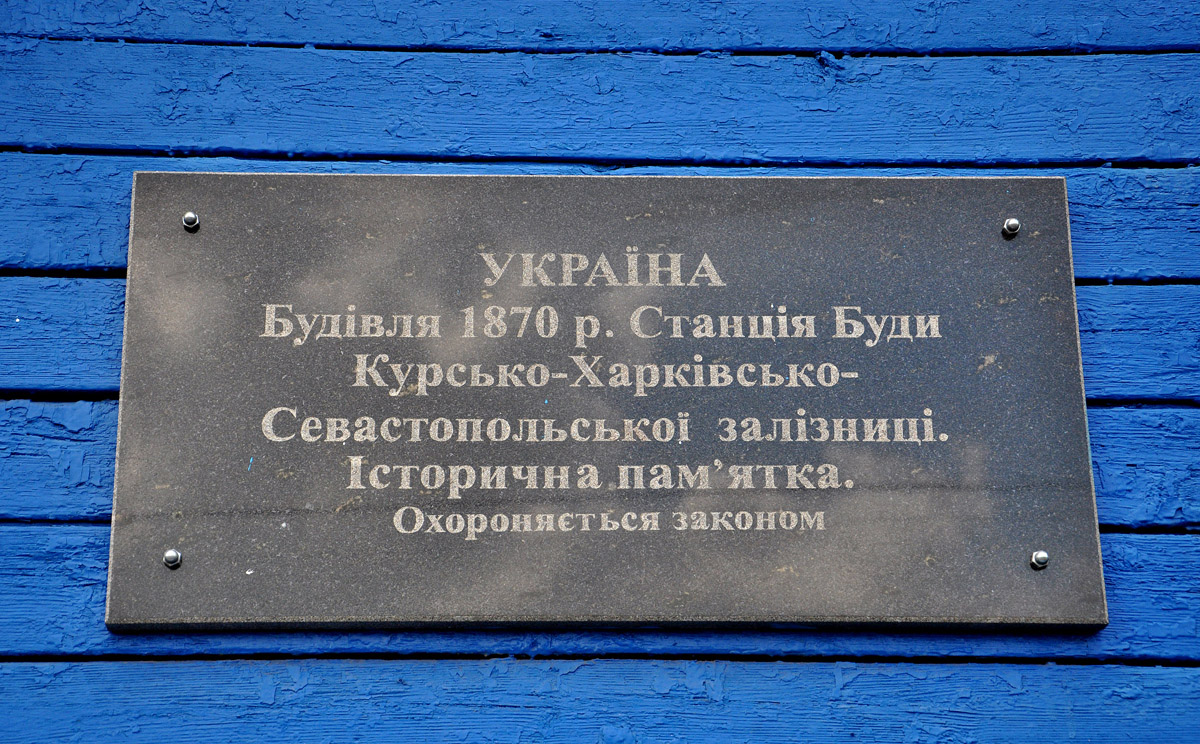 УКРАЇНА
Будівля 1870 р. Станція Буди
Курсько-Харківсько-
Севастопольської залізниці.
Історична пам’ятка.
Охороняється законом